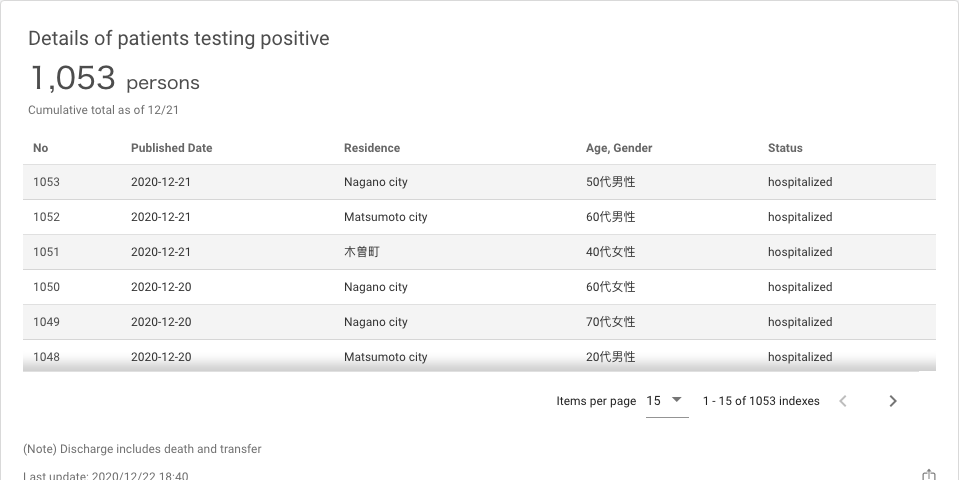 Details of patients testing positive
1,053 persons
Cumulative total as of 12/21
No Published Date Residence Age, Gender Status
1053 2020-12-21 Nagano city 50代男性 hospitalized
1052 2020-12-21 Matsumoto city 60代男性 hospitalized
1051 2020-12-21 木曽町 40代女性 hospitalized
1050 2020-12-20 Nagano city 60代女性 hospitalized
1049 2020-12-20 Nagano city 70代女性 hospitalized
1048 2020-12-20 Matsumoto city 20代男性 hospitalized
Items per page 15 1 - 15 of 1053 indexes
(Note) Discharge includes death and transfer
Last update: 2020/12/22 18:40